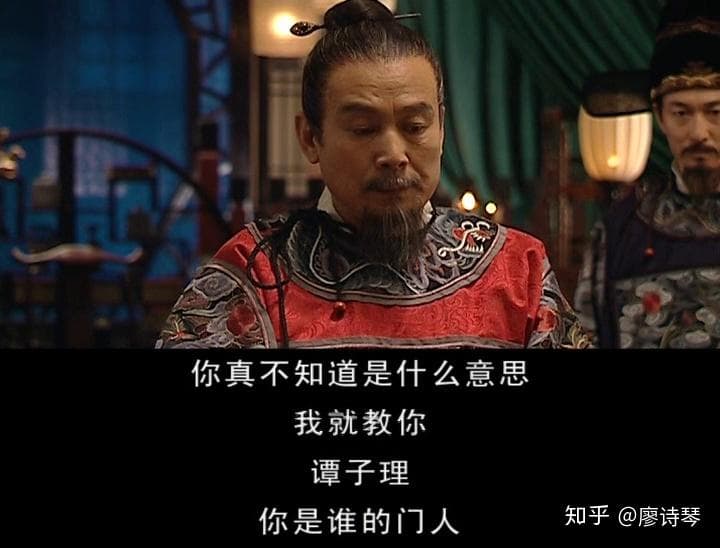 你真不知道是什么意思
我就教你
谭子理
你是谁的门人
知乎 @廖诗琴